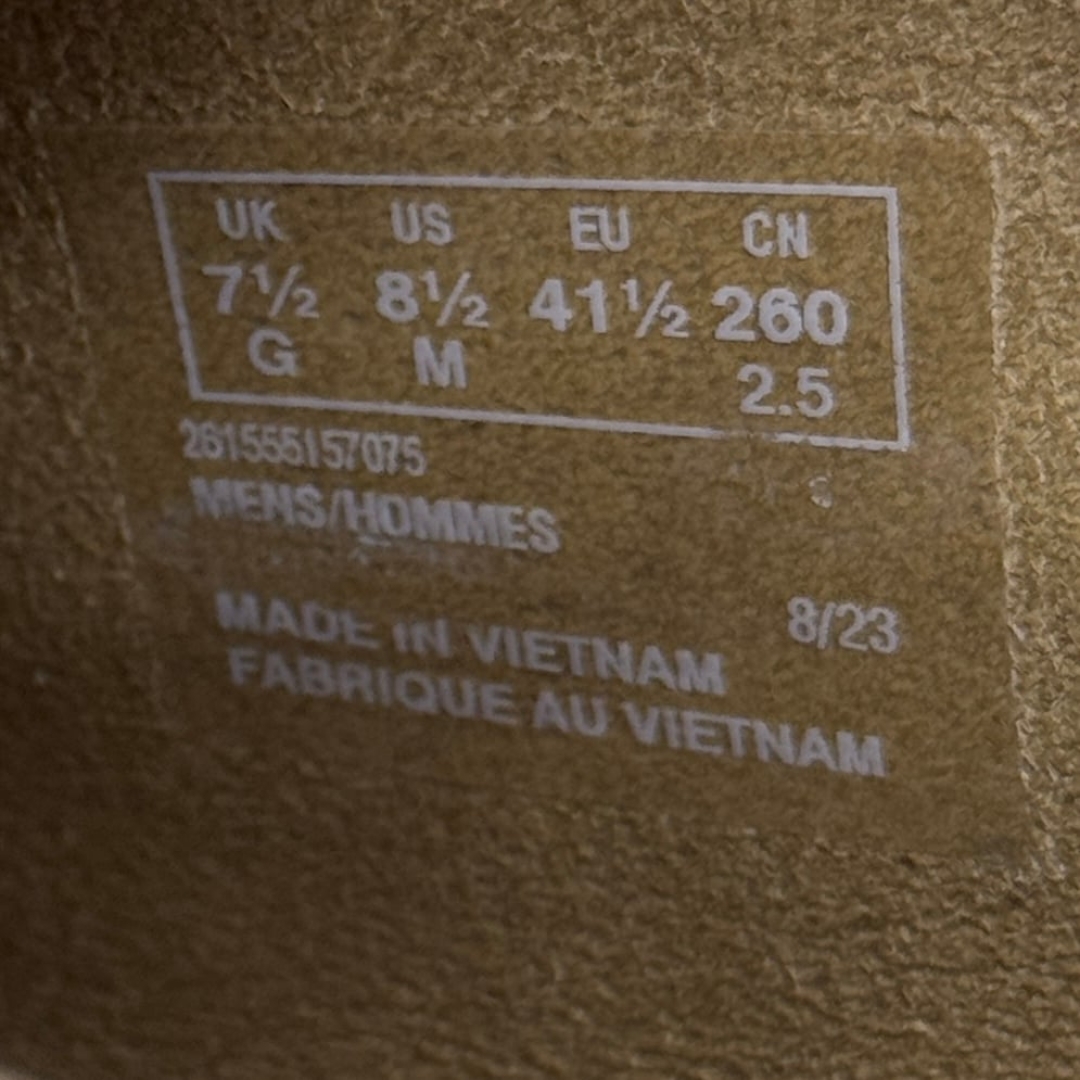 UK US EU CN
7½ 8½ 41½ 260
G M 2.5
261555157075
MENS/HOMMES
8/23
MADE IN VIETNAM
FABRIQUE AU VIETNAM